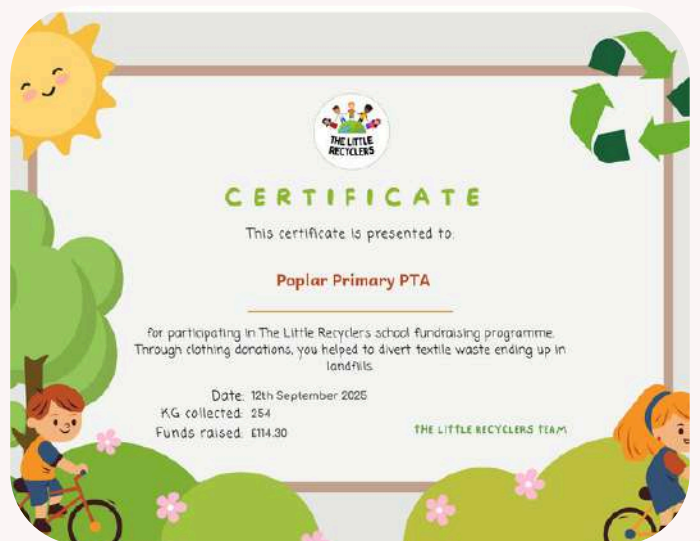 THE LITTLE
RECYCLERS
CERTIFICATE
This certificate is presented to:
Poplar Primary PTA
for participating in The Little Recyclers school fundraising programme.
Through clothing donations, you helped to divert textile waste ending up in
landfills.
Date: 12th September 2025
KG collected: 254
Funds raised: £114.30
THE LITTLE RECYCLERS TEAM